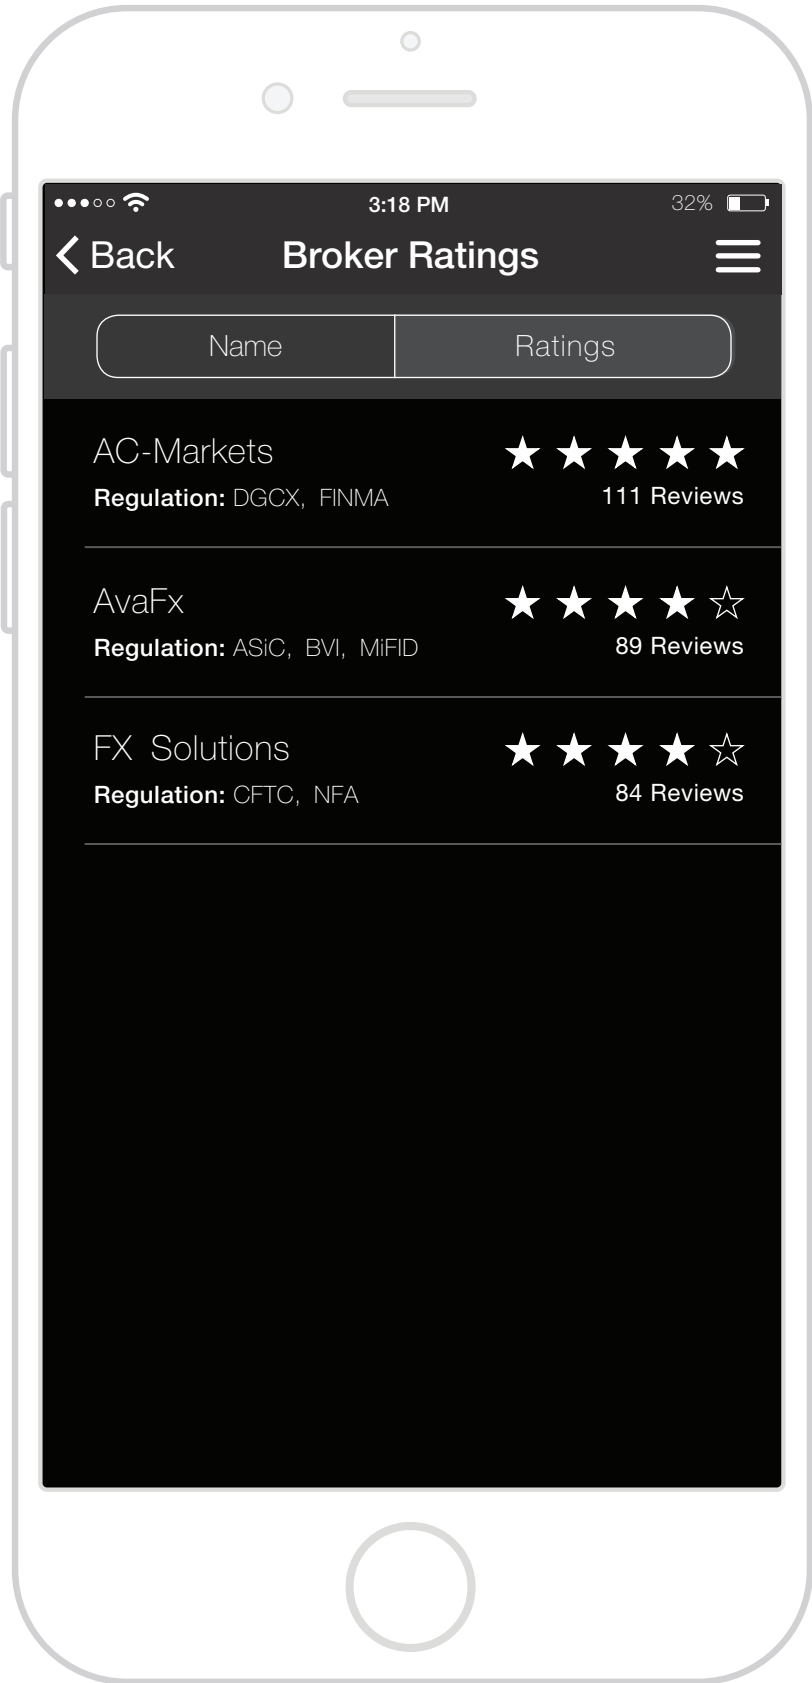 3:18 PM 32%
Back Broker Ratings
Name Ratings
AC-Markets
Regulation: DGCX, FINMA 111 Reviews
AvaFx
Regulation: ASiC, BVI, MiFID 89 Reviews
FX Solutions
Regulation: CFTC, NFA 84 Reviews